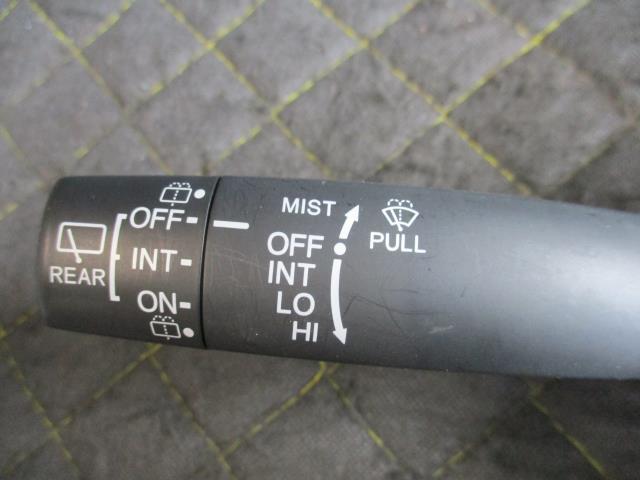 REAR
OFF
INT
ON
MIST
OFF
INT
LO
HI
PULL